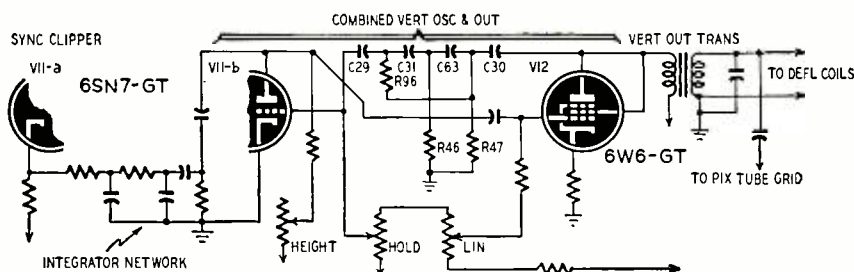 COMBINED VERT OSC & OUT
SYNC CLIPPER
V11-a
6SN7-GT
V11-b
C29
C31
C63
C30
V12
VERT OUT TRANS
R96
TO DEFL COILS
R46
R47
6W6-GT
TO PIX TUBE GRID
HEIGHT
HOLD
LIN
INTEGRATOR NETWORK